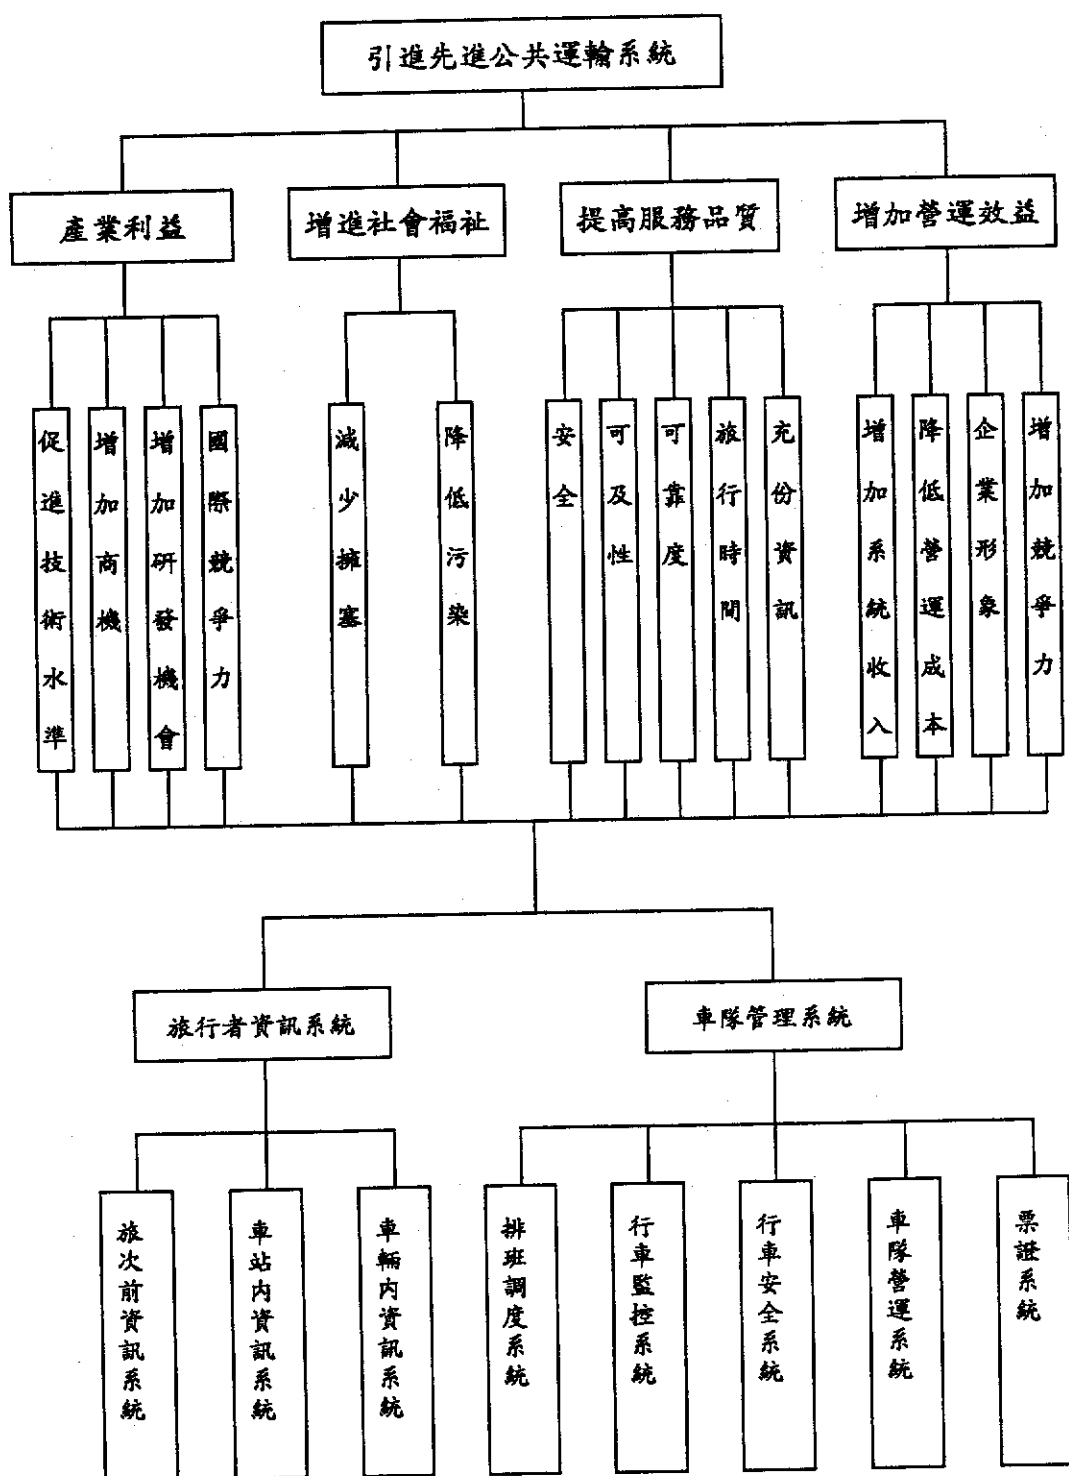 引進先進公共運輸系統
產業利益
增進社會福祉
提高服務品質
增加營運效益
促進技術水準
增加商機
增加研發機會
國際競爭力
減少擁塞
降低污染
安全
可及性
可靠度
旅行時間
充份資訊
增加系統收入
降低營運成本
企業形象
增加競爭力
旅行者資訊系統
車隊管理系統
旅次前資訊系統
車站內資訊系統
車輛內資訊系統
排班調度系統
行車監控系統
行車安全系統
車隊營運系統
票證系統